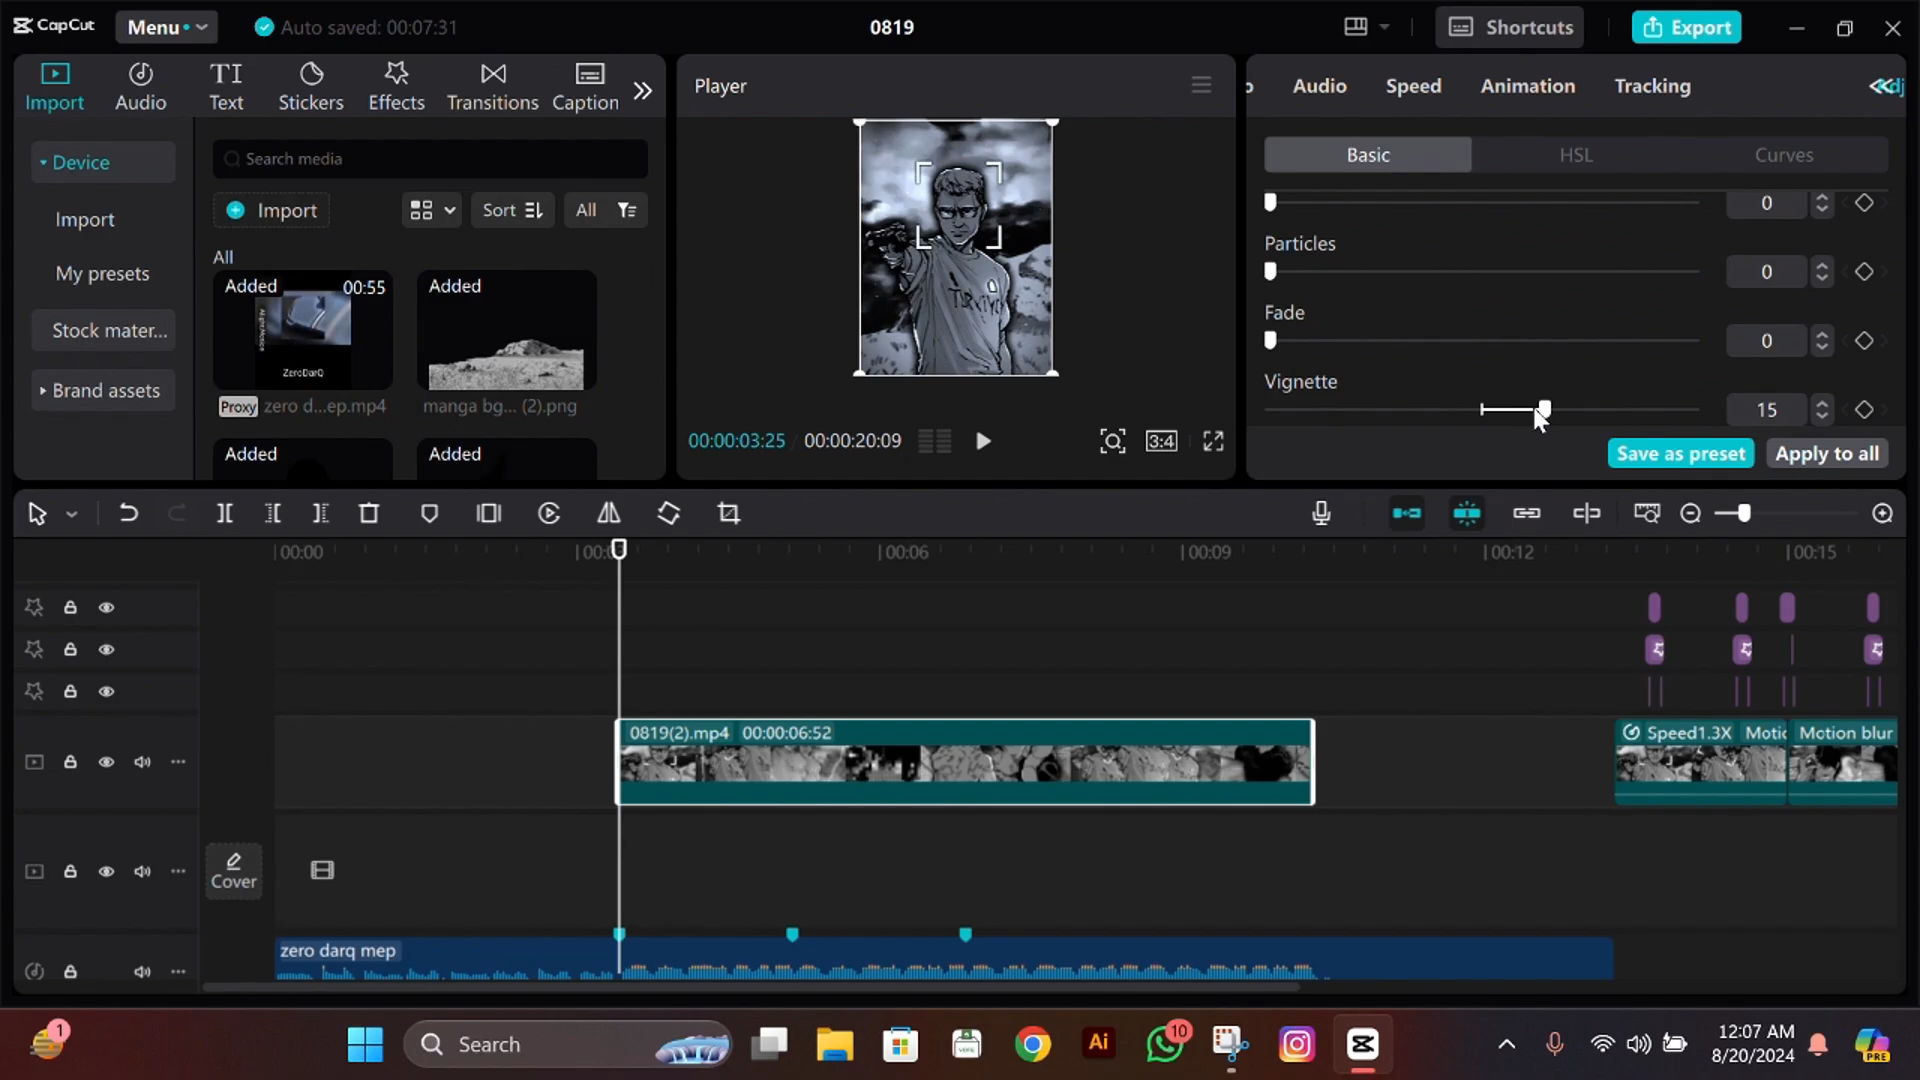 CapCut
Menu
Auto saved: 00:07:31
0819
Shortcuts
Export
Import
Audio
Text
Stickers
Effects
Transitions
Caption
Player
Audio
Speed
Animation
Tracking
Device
Import
My presets
Stock mater...
Brand assets
Search media
Import
Sort
All
All
Added
00:55
ZeroDarQ
Proxy
zero d...ep.mp4
Added
manga bg... (2).png
Added
Added
00:00:03:25 / 00:00:20:09
3:4
Basic
HSL
Curves
0
Particles
0
Fade
0
Vignette
15
Save as preset
Apply to all
00:00
00:06
00:09
00:12
00:15
0819(2).mp4 00:00:06:52
Speed1.3X
Motion blur
Cover
zero darq mep
1
Search
Ai
10
12:07 AM
8/20/2024
PRE